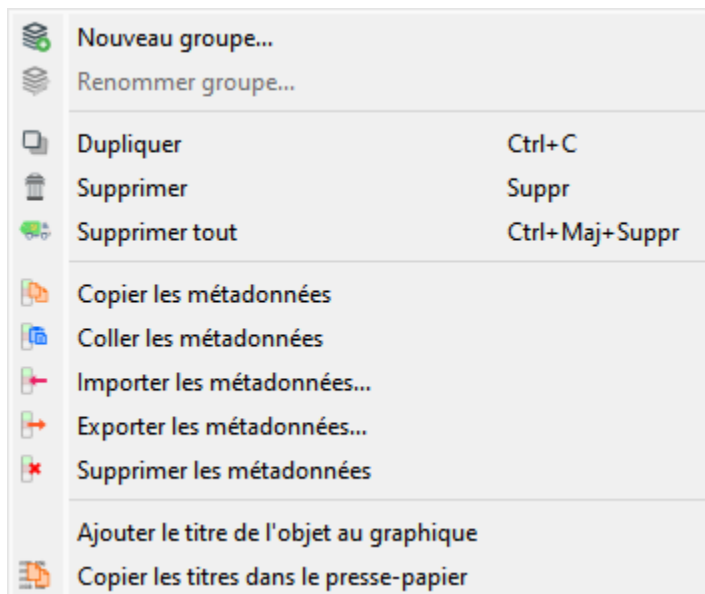 Nouveau groupe...
Renommer groupe...
Dupliquer Ctrl+C
Supprimer Suppr
Supprimer tout Ctrl+Maj+Suppr
Copier les métadonnées
Coller les métadonnées
Importer les métadonnées...
Exporter les métadonnées...
Supprimer les métadonnées
Ajouter le titre de l'objet au graphique
Copier les titres dans le presse-papier